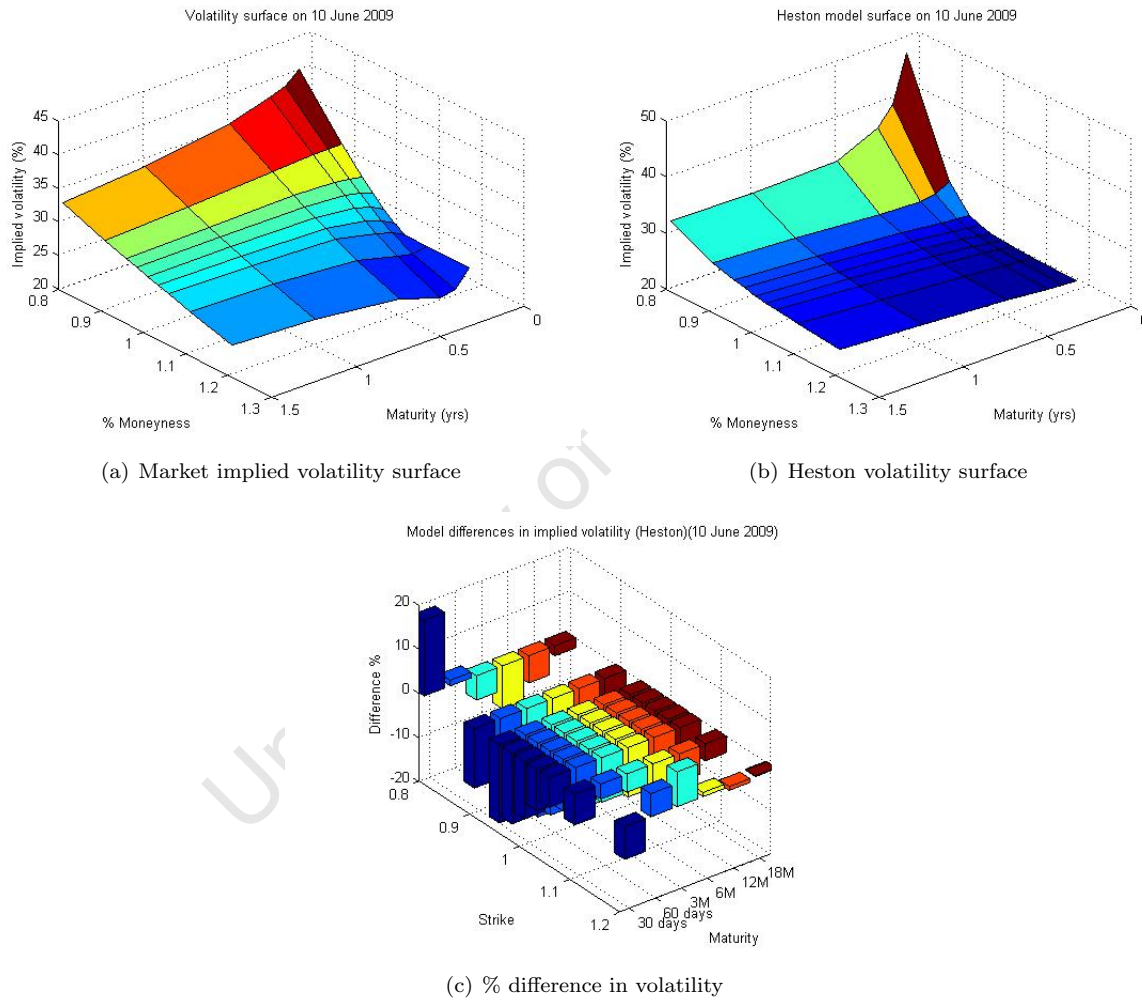 Volatility surface on 10 June 2009
45
40
35
30
25
20
Implied volatility (%)
0.8
0.9
1
1.1
1.2
1.3
% Moneyness
1.5
1
0.5
0
Maturity (yrs)
(a) Market implied volatility surface
Heston model surface on 10 June 2009
50
40
30
20
Implied volatility (%)
0.8
0.9
1
1.1
1.2
1.3
% Moneyness
1.5
1
0.5
Maturity (yrs)
(b) Heston volatility surface
Model differences in implied volatility (Heston)(10 June 2009)
20
10
0
-10
-20
Difference %
0.8
0.9
1
1.1
1.2
Strike
30 days
60 days
3M
6M
12M
18M
Maturity
(c) % difference in volatility